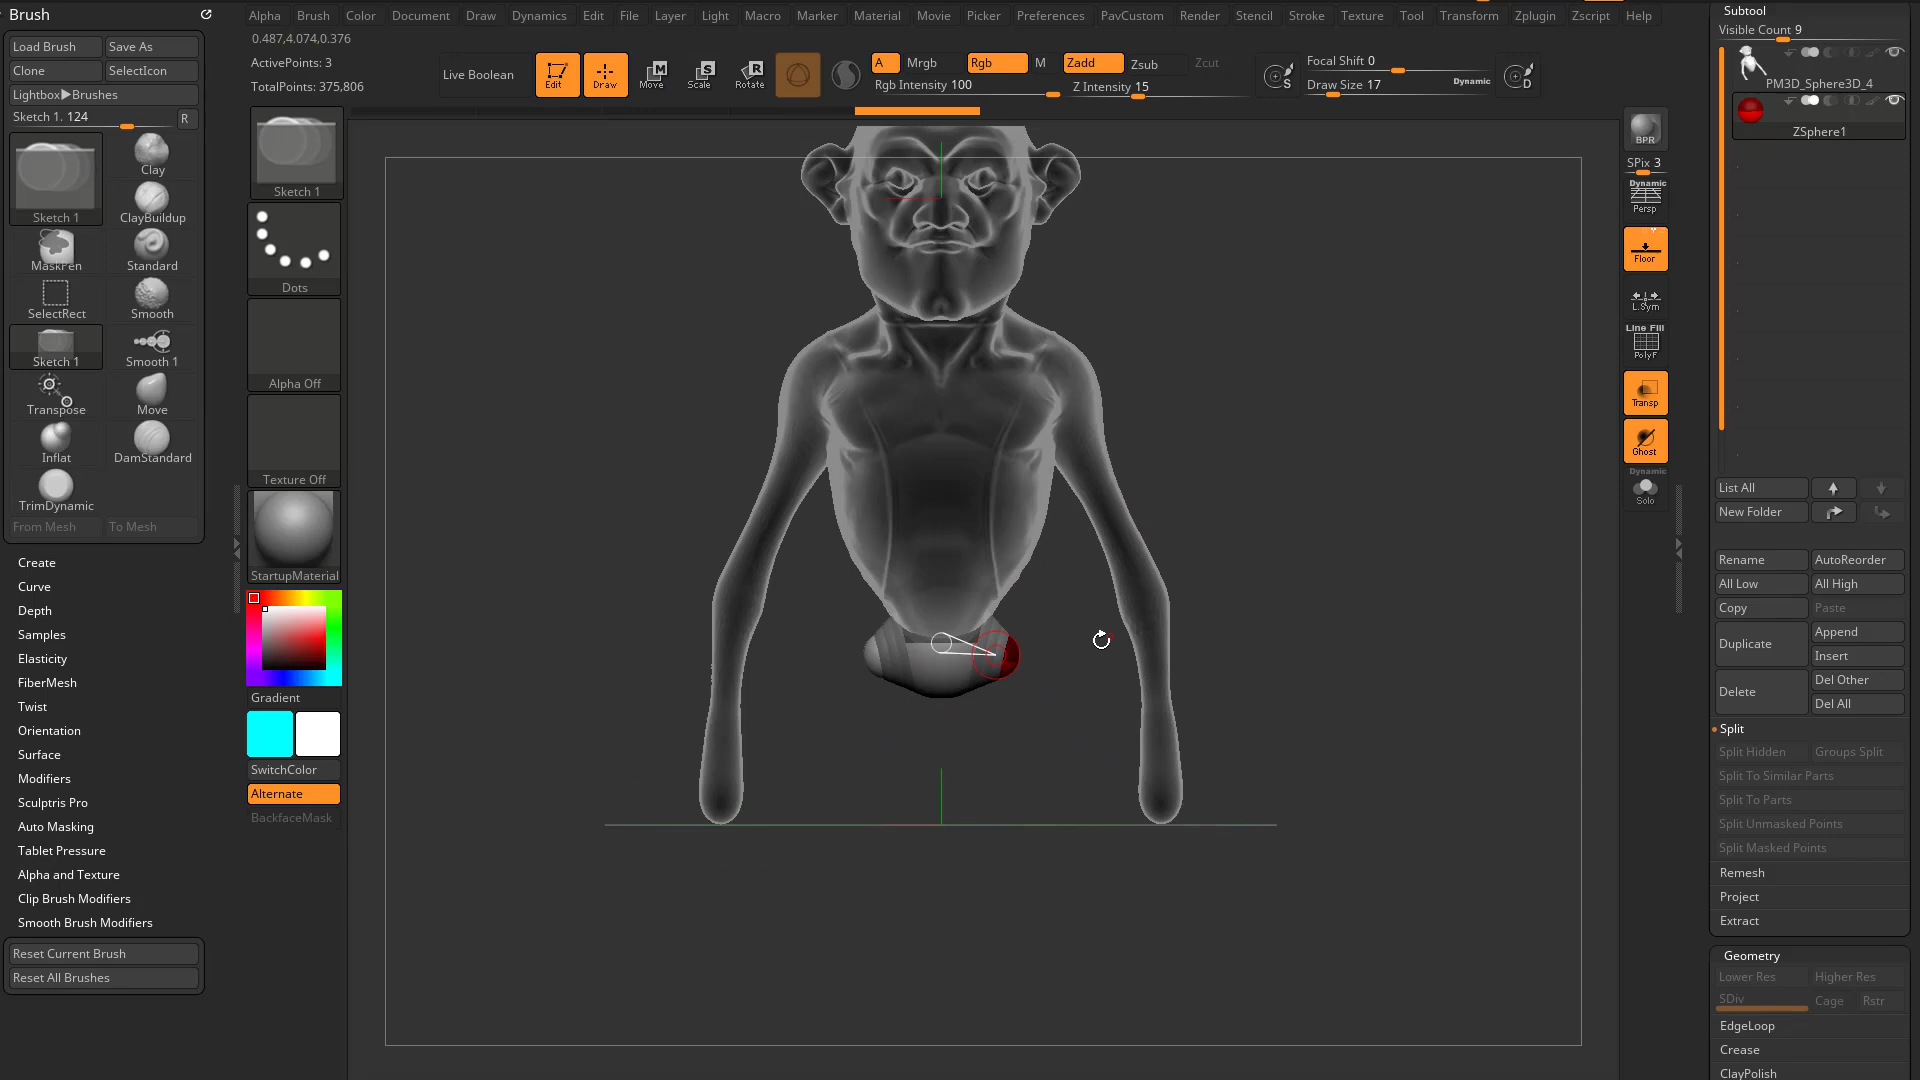 Brush
Load Brush
Save As
Clone
SelectIcon
Lightbox▶Brushes
Sketch 1. 124
R
Sketch 1
Clay
ClayBuildup
MaskPen
Standard
SelectRect
Smooth
Sketch 1
Smooth 1
Transpose
Move
Inflat
DamStandard
TrimDynamic
From Mesh
To Mesh
Create
Curve
Depth
Samples
Elasticity
FiberMesh
Twist
Orientation
Surface
Modifiers
Sculptris Pro
Auto Masking
Tablet Pressure
Alpha and Texture
Clip Brush Modifiers
Smooth Brush Modifiers
Reset Current Brush
Reset All Brushes
Alpha
Brush
Color
Document
Draw
Dynamics
Edit
File
Layer
Light
Macro
Marker
Material
Movie
Picker
Preferences
PavCustom
Render
Stencil
Stroke
Texture
Tool
Transform
Zplugin
Zscript
Help
0.487,4.074,0.376
ActivePoints: 3
TotalPoints: 375,806
Live Boolean
Edit
Draw
M
Move
S
Scale
R
Rotate
A
Mrgb
Rgb
M
Zadd
Zsub
Zcut
Rgb Intensity 100
Z Intensity 15
S
Focal Shift 0
Draw Size 17
Dynamic
D
Sketch 1
Dots
Alpha Off
Texture Off
StartupMaterial
Gradient
SwitchColor
Alternate
BackfaceMask
BPR
SPix 3
Dynamic
Persp
Floor
L.Sym
Line Fill
PolyF
Transp
Ghost
Dynamic
Solo
Subtool
Visible Count 9
PM3D_Sphere3D_4
ZSphere1
List All
New Folder
Rename
AutoReorder
All Low
All High
Copy
Paste
Duplicate
Append
Insert
Delete
Del Other
Del All
Split
Split Hidden
Groups Split
Split To Similar Parts
Split To Parts
Split Unmasked Points
Split Masked Points
Remesh
Project
Extract
Geometry
Lower Res
Higher Res
SDiv
Cage
Rstr
EdgeLoop
Crease
ClayPolish